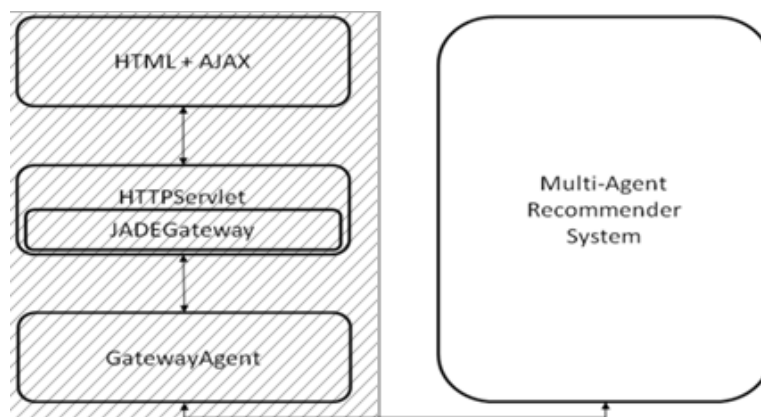 HTML + AJAX
HTTPServlet
JADEGateway
GatewayAgent
Multi-Agent
Recommender
System